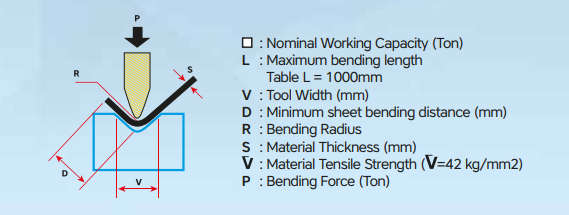 P
R
S
D
V
□ : Nominal Working Capacity (Ton)
L : Maximum bending length
Table L = 1000mm
V : Tool Width (mm)
D : Minimum sheet bending distance (mm)
R : Bending Radius
S : Material Thickness (mm)
V̄ : Material Tensile Strength (V̄=42 kg/mm2)
P : Bending Force (Ton)